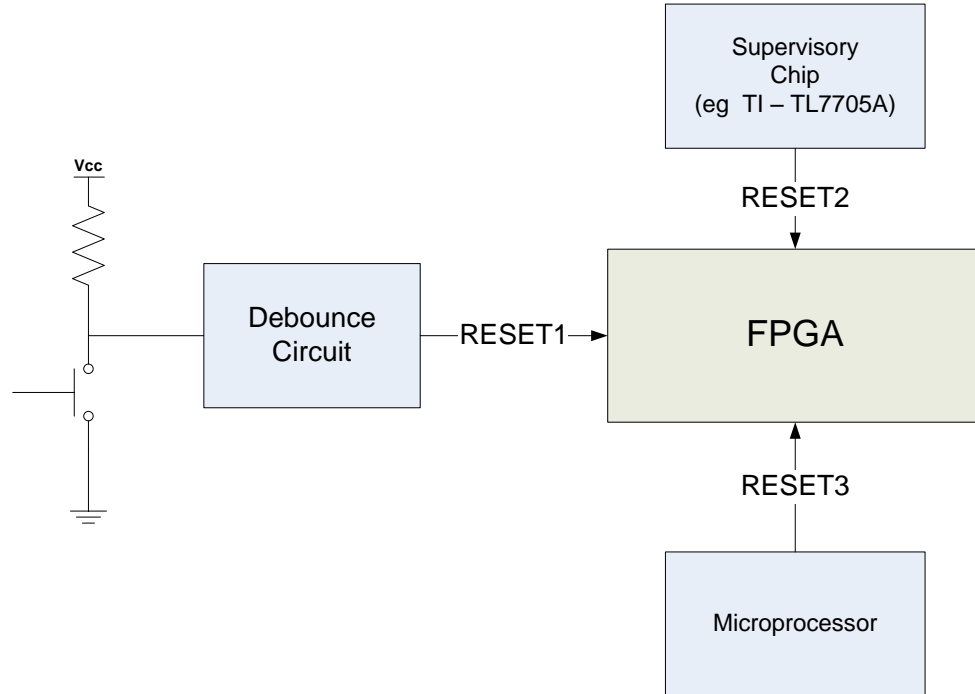 Supervisory
Chip
(eg TI – TL7705A)
Vcc
RESET2
Debounce
Circuit
RESET1
FPGA
RESET3
Microprocessor